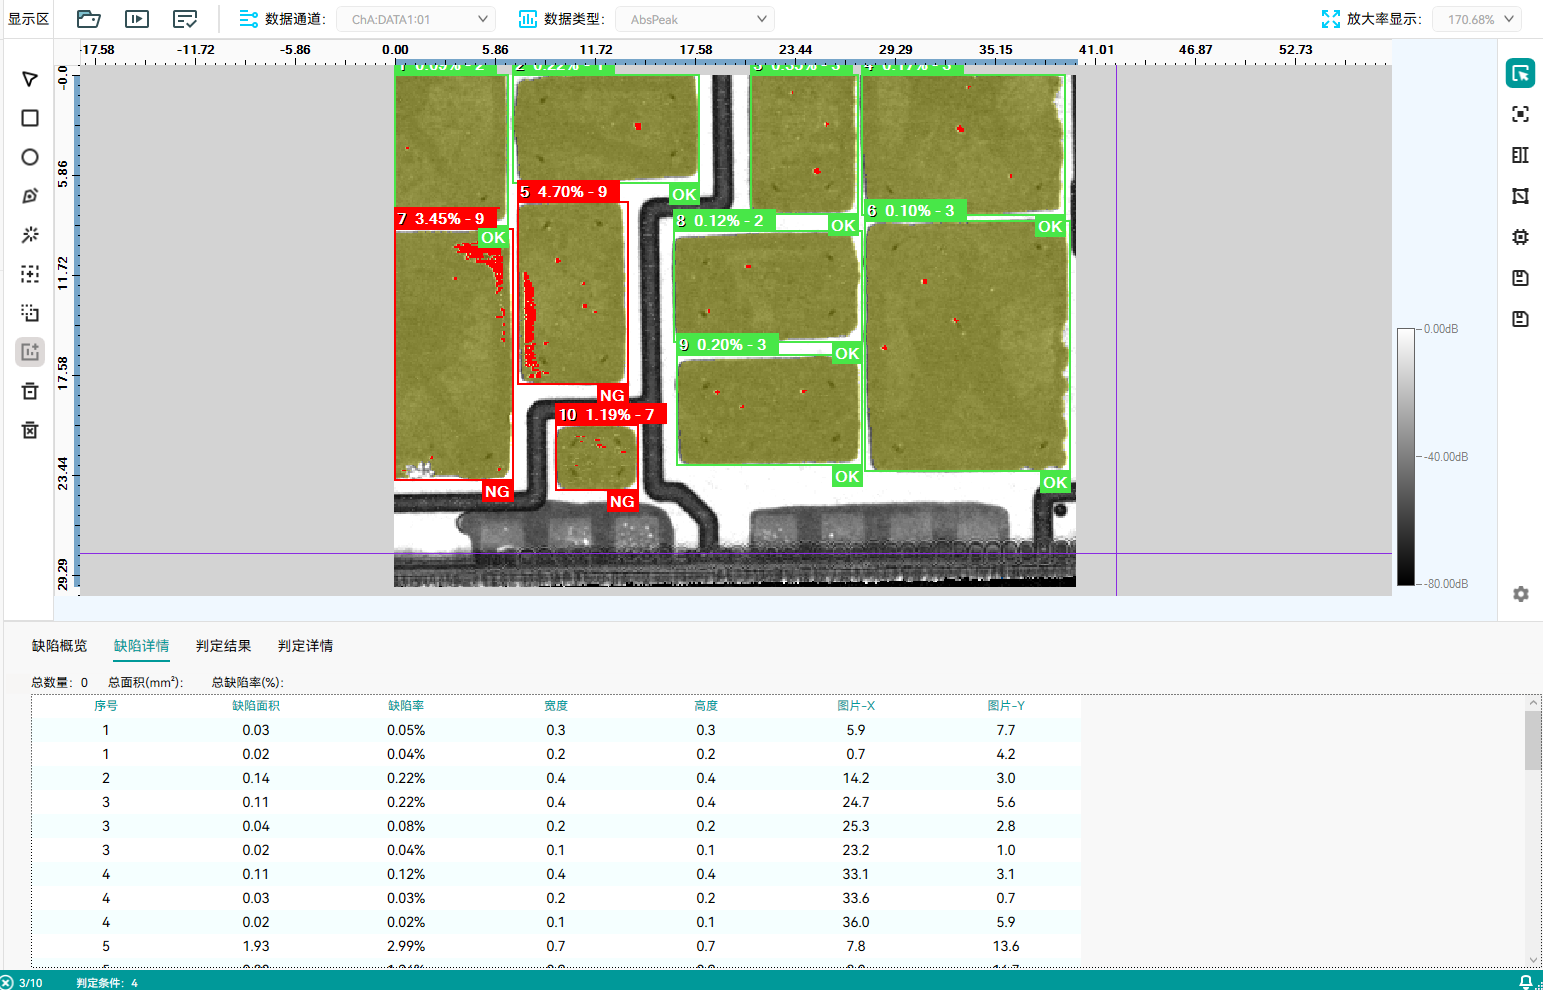 显示区 数据通道: ChA:DATA1:01 数据类型: AbsPeak 放大率显示: 170.68%
-17.58 -11.72 -5.86 0.00 5.86 11.72 17.58 23.44 29.29 35.15 41.01 46.87 52.73
-0.0
5.86
11.72
17.58
23.44
29.29
1 0.09% - 2
2 0.22% - 1
3 0.35% - 3
4 0.17% - 3
5 4.70% - 9
OK
7 3.45% - 9
OK
8 0.12% - 2
OK
6 0.10% - 3
OK
9 0.20% - 3
OK
NG
10 1.19% - 7
NG
NG
OK
OK
0.00dB
-40.00dB
-80.00dB
缺陷概览 缺陷详情 判定结果 判定详情
总数量: 0 总面积(mm²): 总缺陷率(%):
序号 缺陷面积 缺陷率 宽度 高度 图片-X 图片-Y
1 0.03 0.05% 0.3 0.3 5.9 7.7
1 0.02 0.04% 0.2 0.2 0.7 4.2
2 0.14 0.22% 0.4 0.4 14.2 3.0
3 0.11 0.22% 0.4 0.4 24.7 5.6
3 0.04 0.08% 0.2 0.2 25.3 2.8
3 0.02 0.04% 0.1 0.1 23.2 1.0
4 0.11 0.12% 0.4 0.4 33.1 3.1
4 0.03 0.03% 0.2 0.2 33.6 0.7
4 0.02 0.02% 0.1 0.1 36.0 5.9
5 1.93 2.99% 0.7 0.7 7.8 13.6
3/10 判定条件: 4